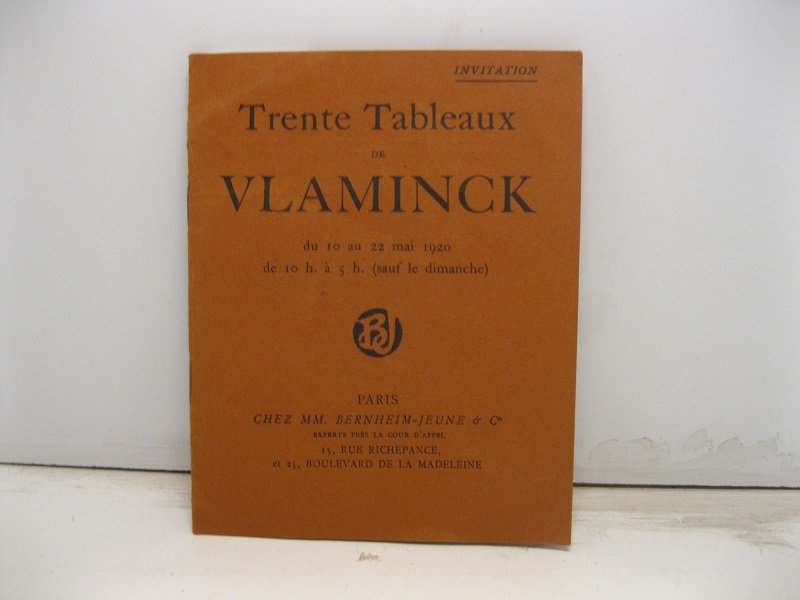 INVITATION
Trente Tableaux
DE
VLAMINCK
du 10 au 22 mai 1920
de 10 h. à 5 h. (sauf le dimanche)
BJ
PARIS
CHEZ MM. BERNHEIM-JEUNE & Cie
EXPERTS PRÈS LA COUR D'APPEL
15, RUE RICHEPANCE,
et 25, BOULEVARD DE LA MADELEINE